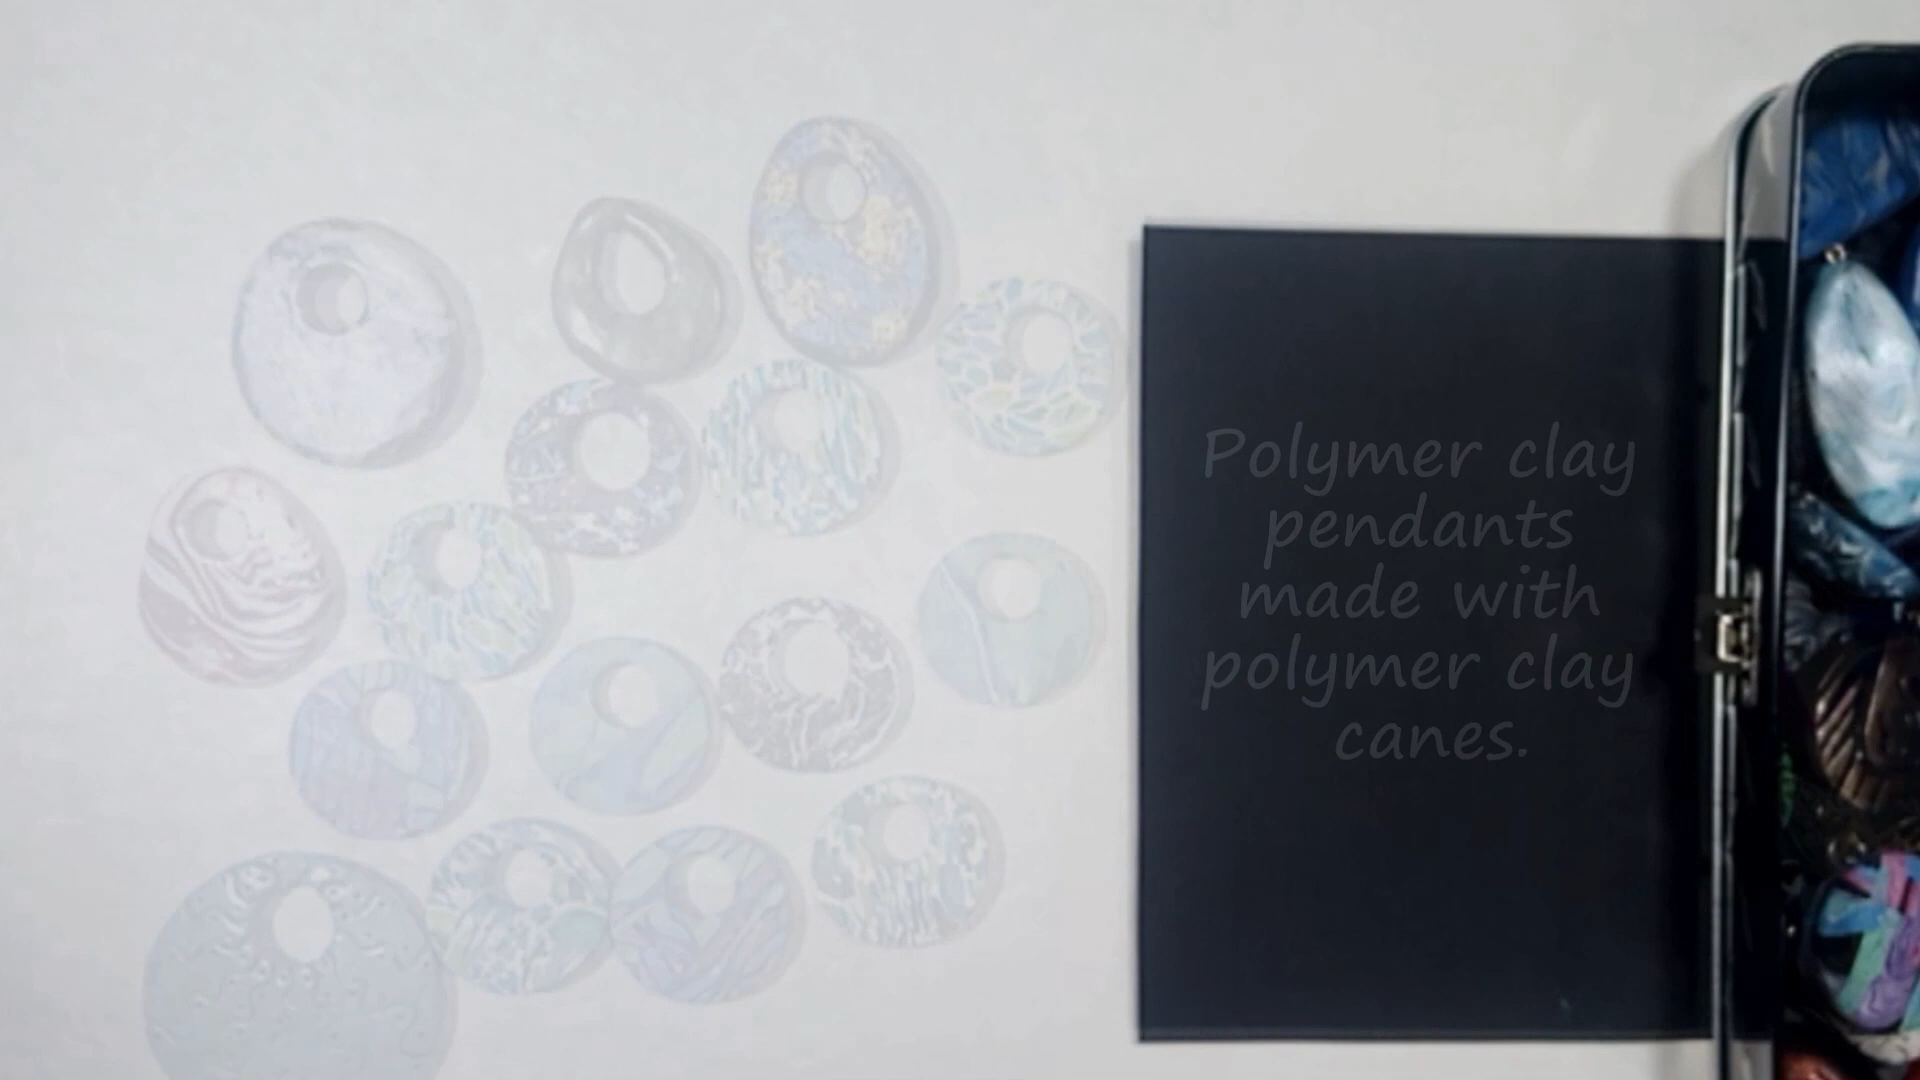 Polymer clay
pendants
made with
polymer clay
canes.